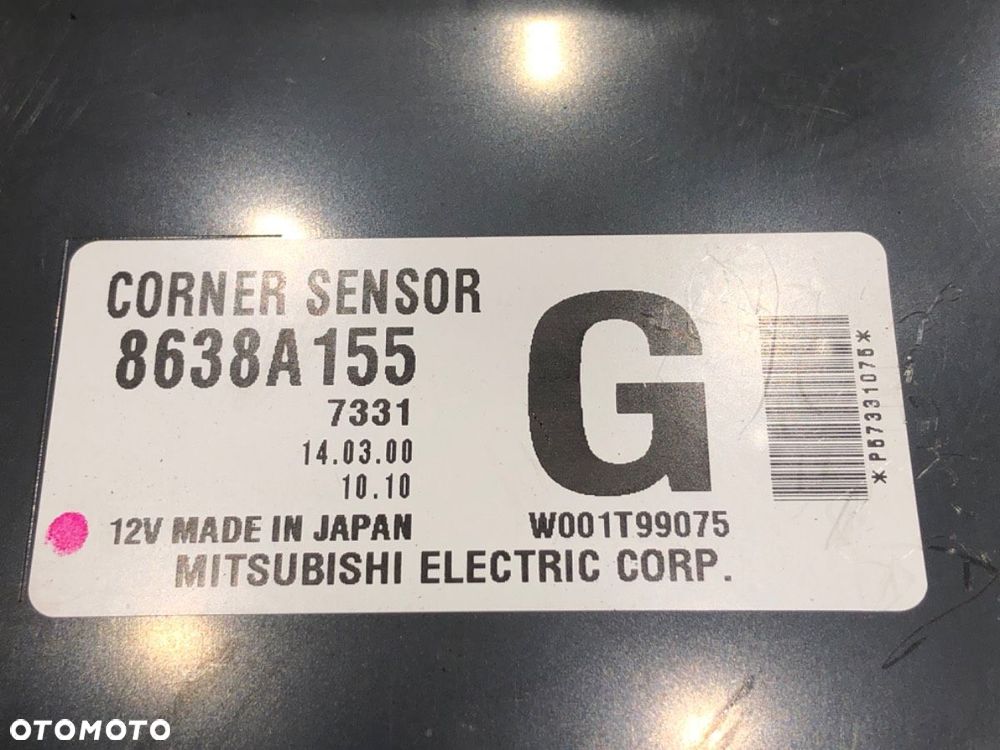 CORNER SENSOR
8638A155
7331
14.03.00
10.10
12V MADE IN JAPAN
MITSUBISHI ELECTRIC CORP.
G
W001T99075
*P57331075*
OTOMOTO